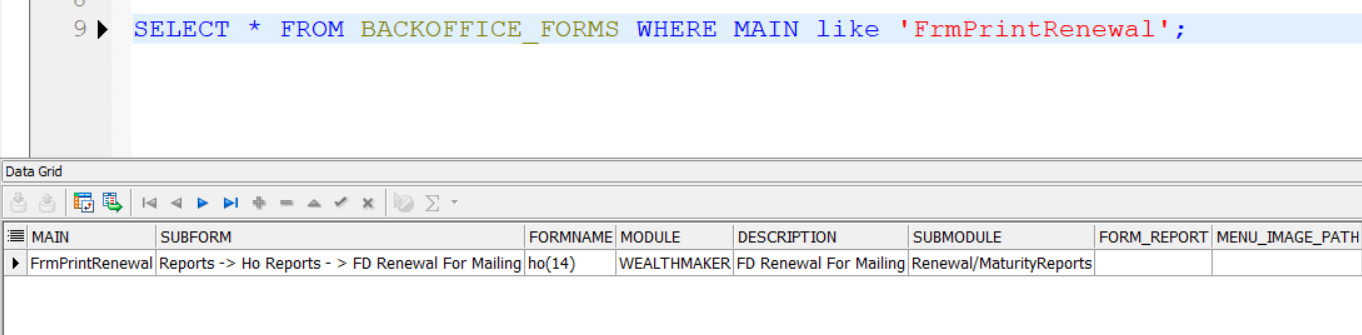 9 SELECT * FROM BACKOFFICE_FORMS WHERE MAIN like 'FrmPrintRenewal';
Data Grid
MAIN SUBFORM FORMNAME MODULE DESCRIPTION SUBMODULE FORM_REPORT MENU_IMAGE_PATH
FrmPrintRenewal Reports -> Ho Reports - > FD Renewal For Mailing ho(14) WEALTHMAKER FD Renewal For Mailing Renewal/MaturityReports